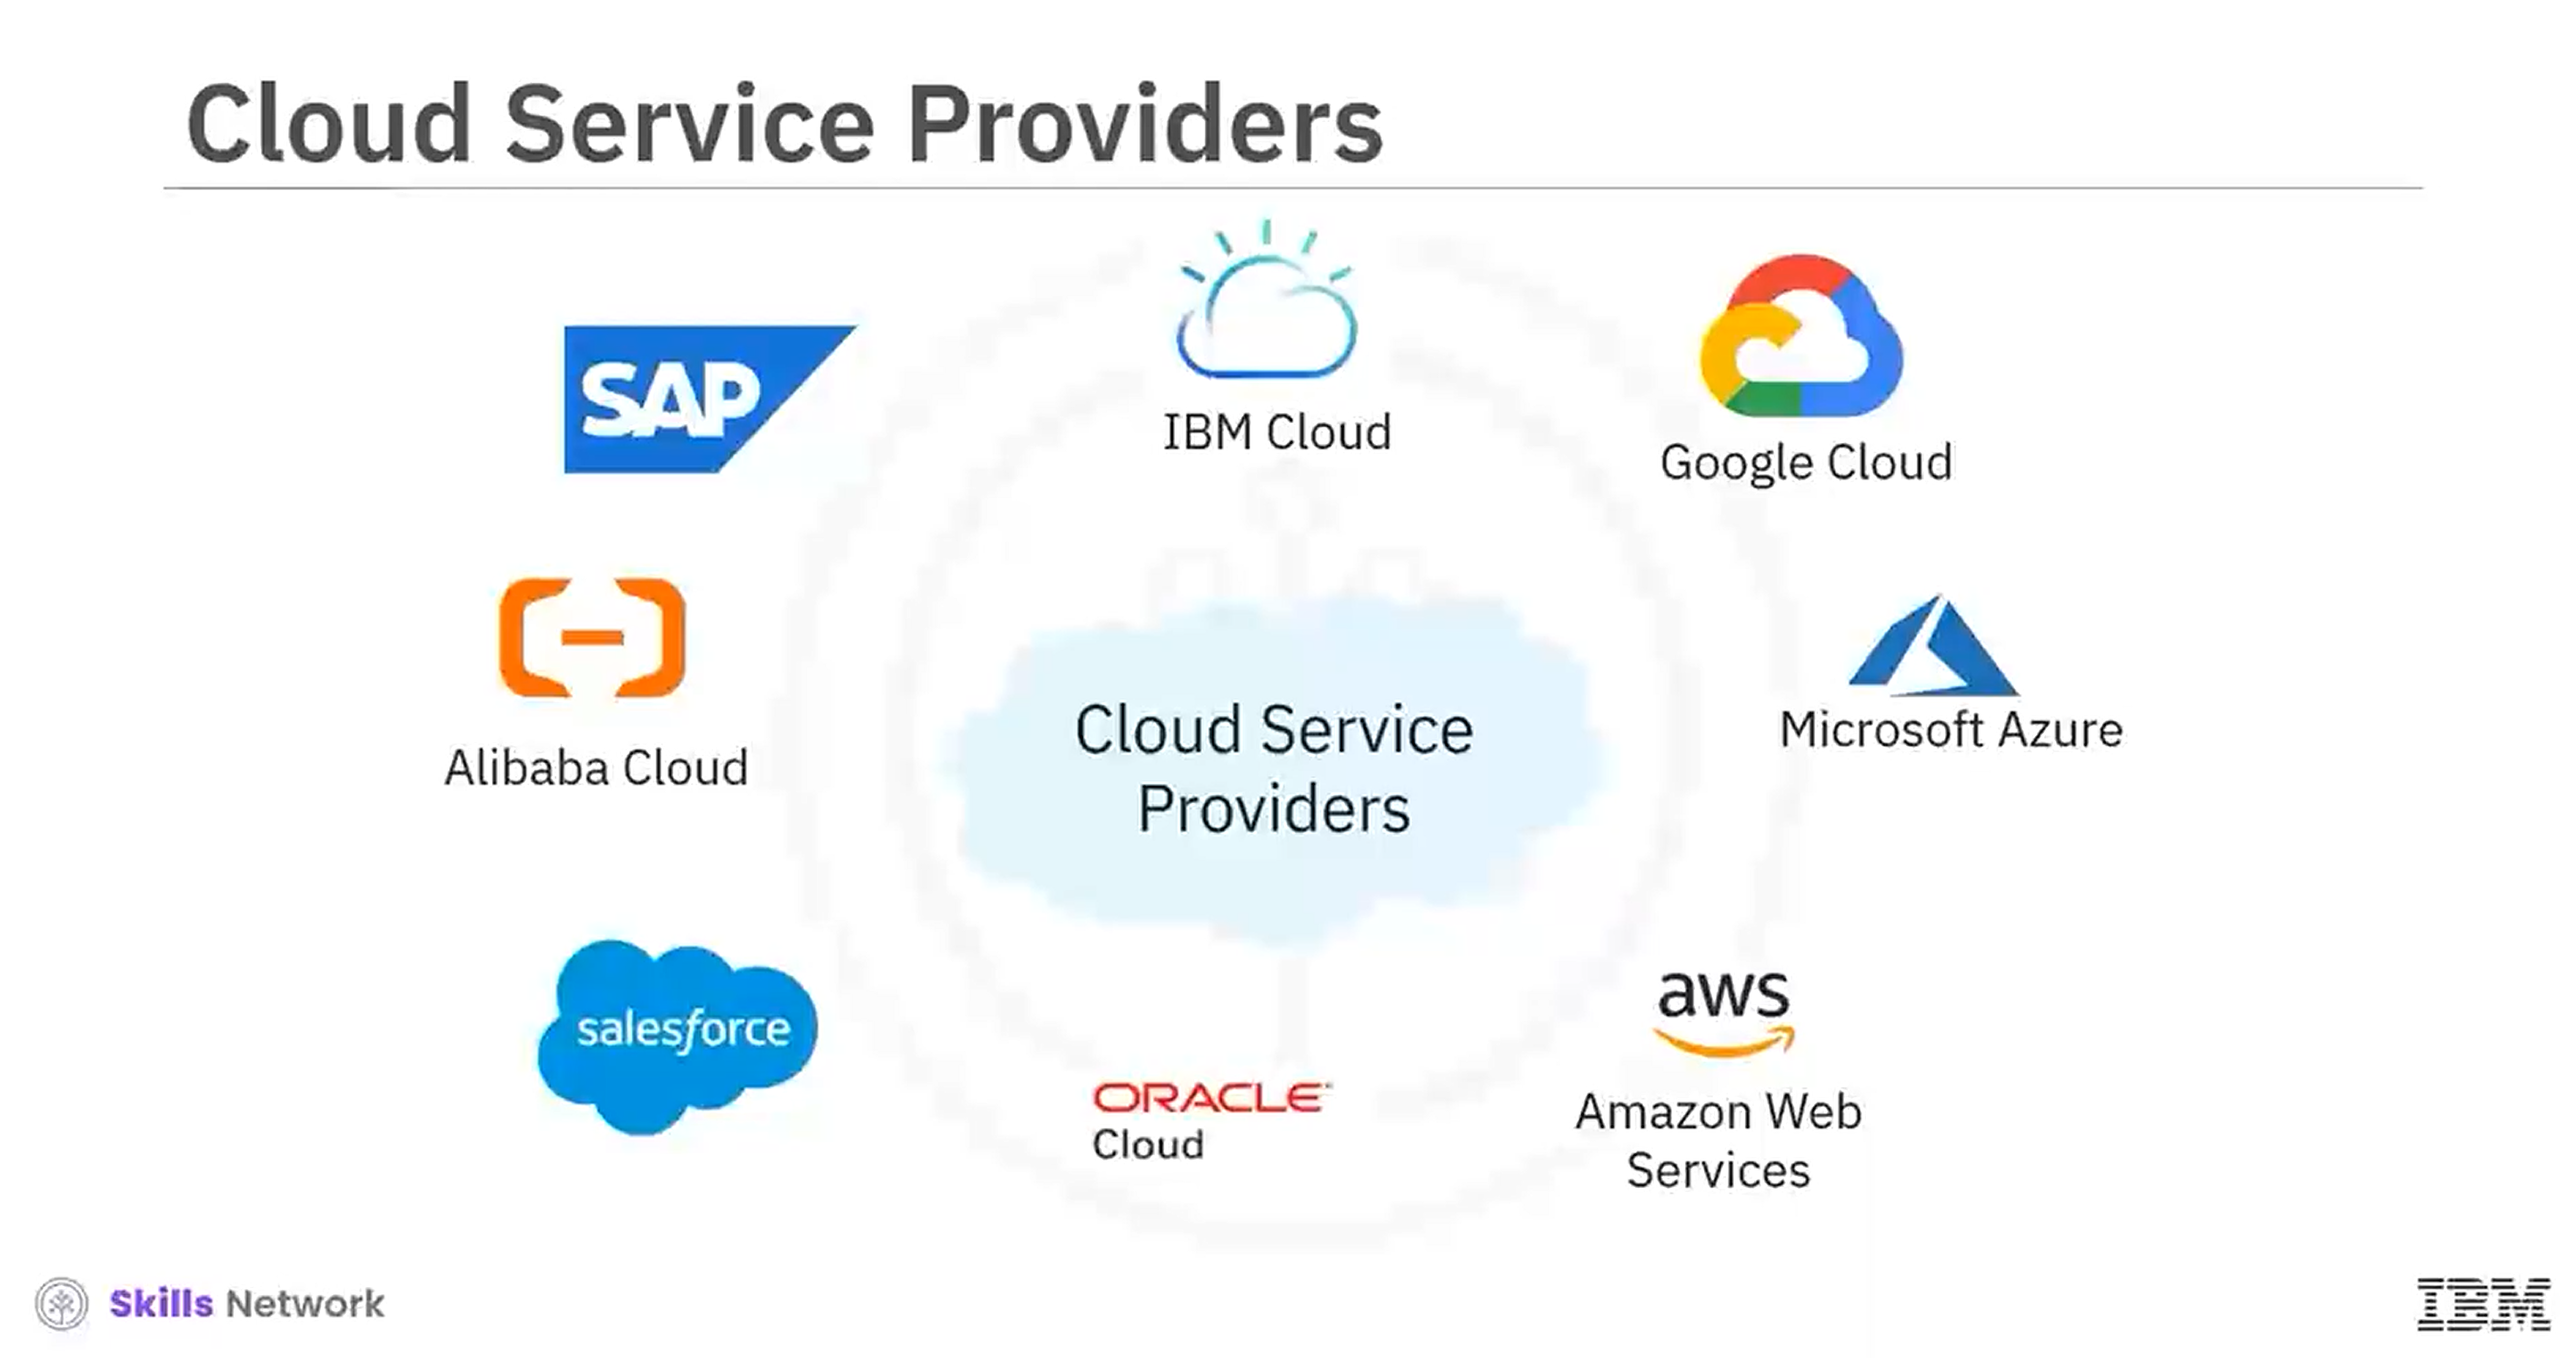 Cloud Service Providers
SAP
IBM Cloud
Google Cloud
Alibaba Cloud
Microsoft Azure
Cloud Service
Providers
salesforce
ORACLE
Cloud
aws
Amazon Web
Services
Skills Network
IBM